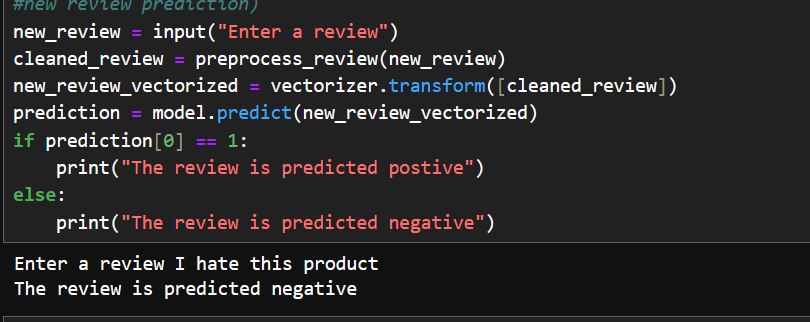 #new review prediction)
new_review = input("Enter a review")
cleaned_review = preprocess_review(new_review)
new_review_vectorized = vectorizer.transform([cleaned_review])
prediction = model.predict(new_review_vectorized)
if prediction[0] == 1:
    print("The review is predicted postive")
else:
    print("The review is predicted negative")
Enter a review I hate this product
The review is predicted negative